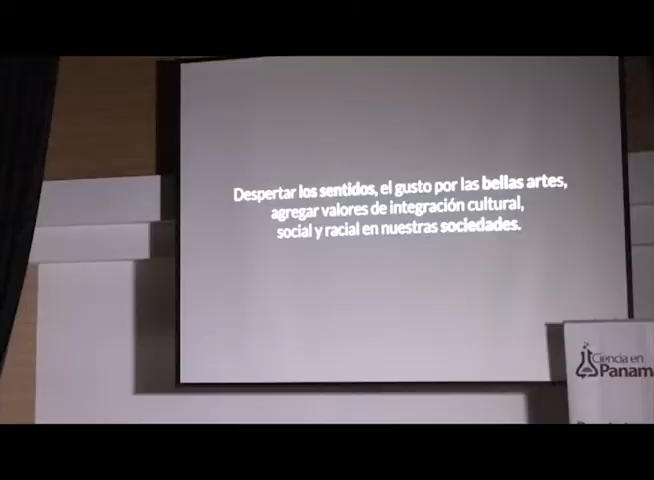 Despertar los sentidos, el gusto por las bellas artes,
agregar valores de integración cultural,
social y racial en nuestras sociedades.
Ciencia en
Panam